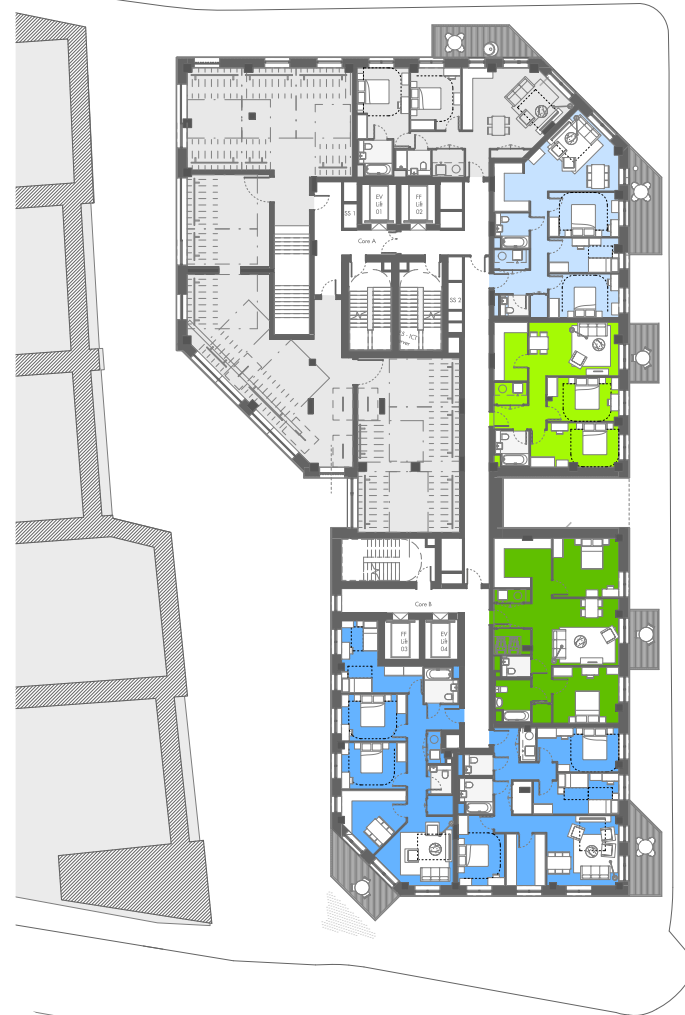 EV
Lift
01
FF
Lift
02
SS 1
Core A
SS 2
Core B
FF
Lift
03
EV
Lift
04